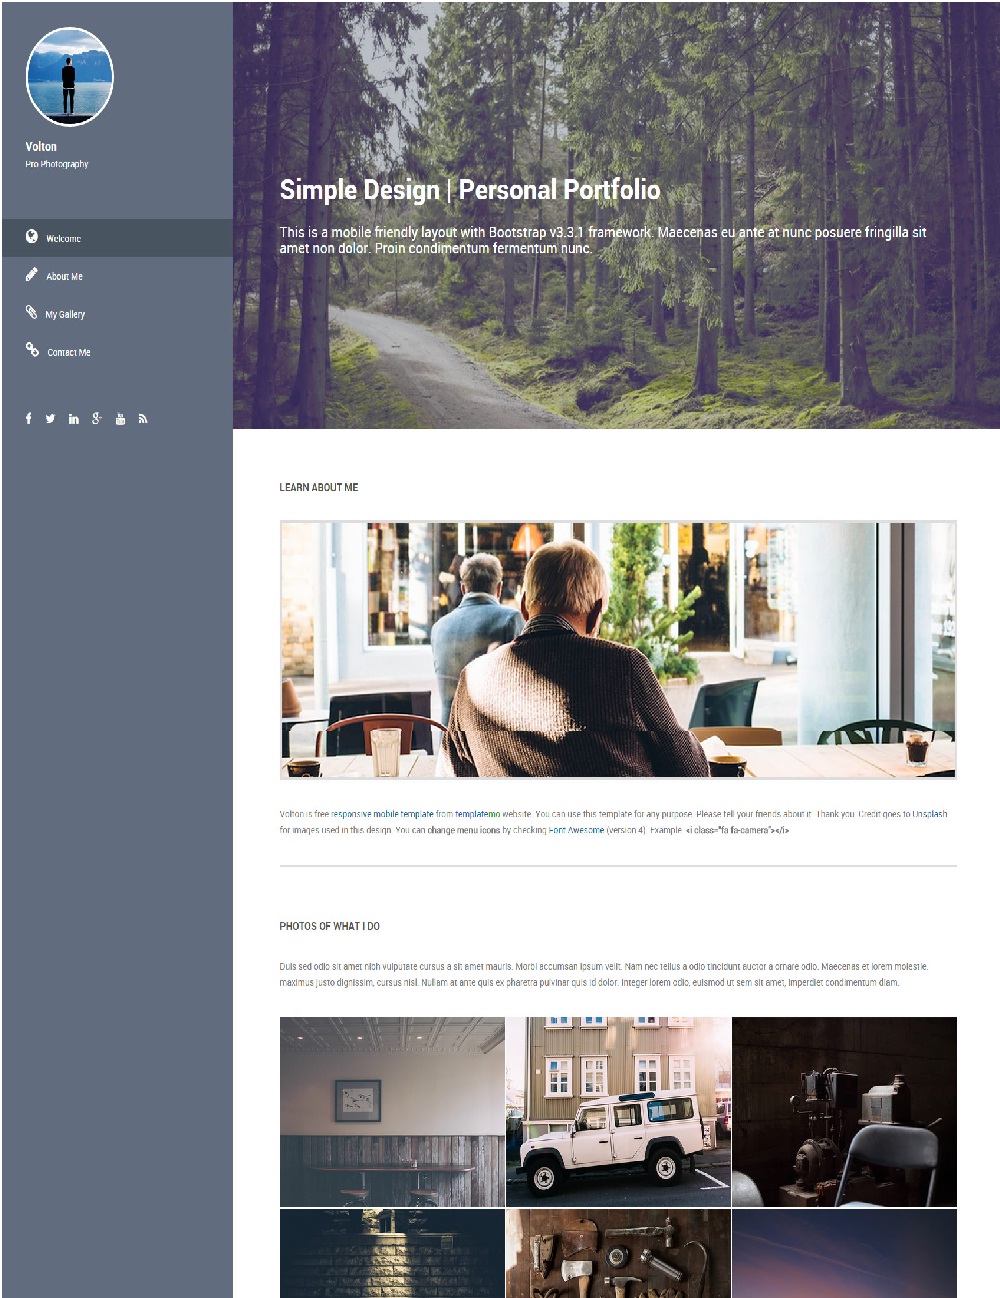 Volton
Pro Photography
Welcome
About Me
My Gallery
Contact Me
Simple Design | Personal Portfolio
This is a mobile friendly layout with Bootstrap v3.3.1 framework. Maecenas eu ante at nunc posuere fringilla sit
amet non dolor. Proin condimentum fermentum nunc.
LEARN ABOUT ME
Volton is free responsive mobile template from templatemo website. You can use this template for any purpose. Please tell your friends about it. Thank you. Credit goes to Unsplash
for images used in this design. You can change menu icons by checking Font Awesome (version 4). Example: <i class="fa fa-camera"></i>
PHOTOS OF WHAT I DO
Duis sed odio sit amet nibh vulputate cursus a sit amet mauris. Morbi accumsan ipsum velit. Nam nec tellus a odio tincidunt auctor a ornare odio. Maecenas et lorem molestie,
maximus justo dignissim, cursus nisl. Nullam at ante quis ex pharetra pulvinar quis id dolor. Integer lorem odio, euismod ut sem sit amet, imperdiet condimentum diam.